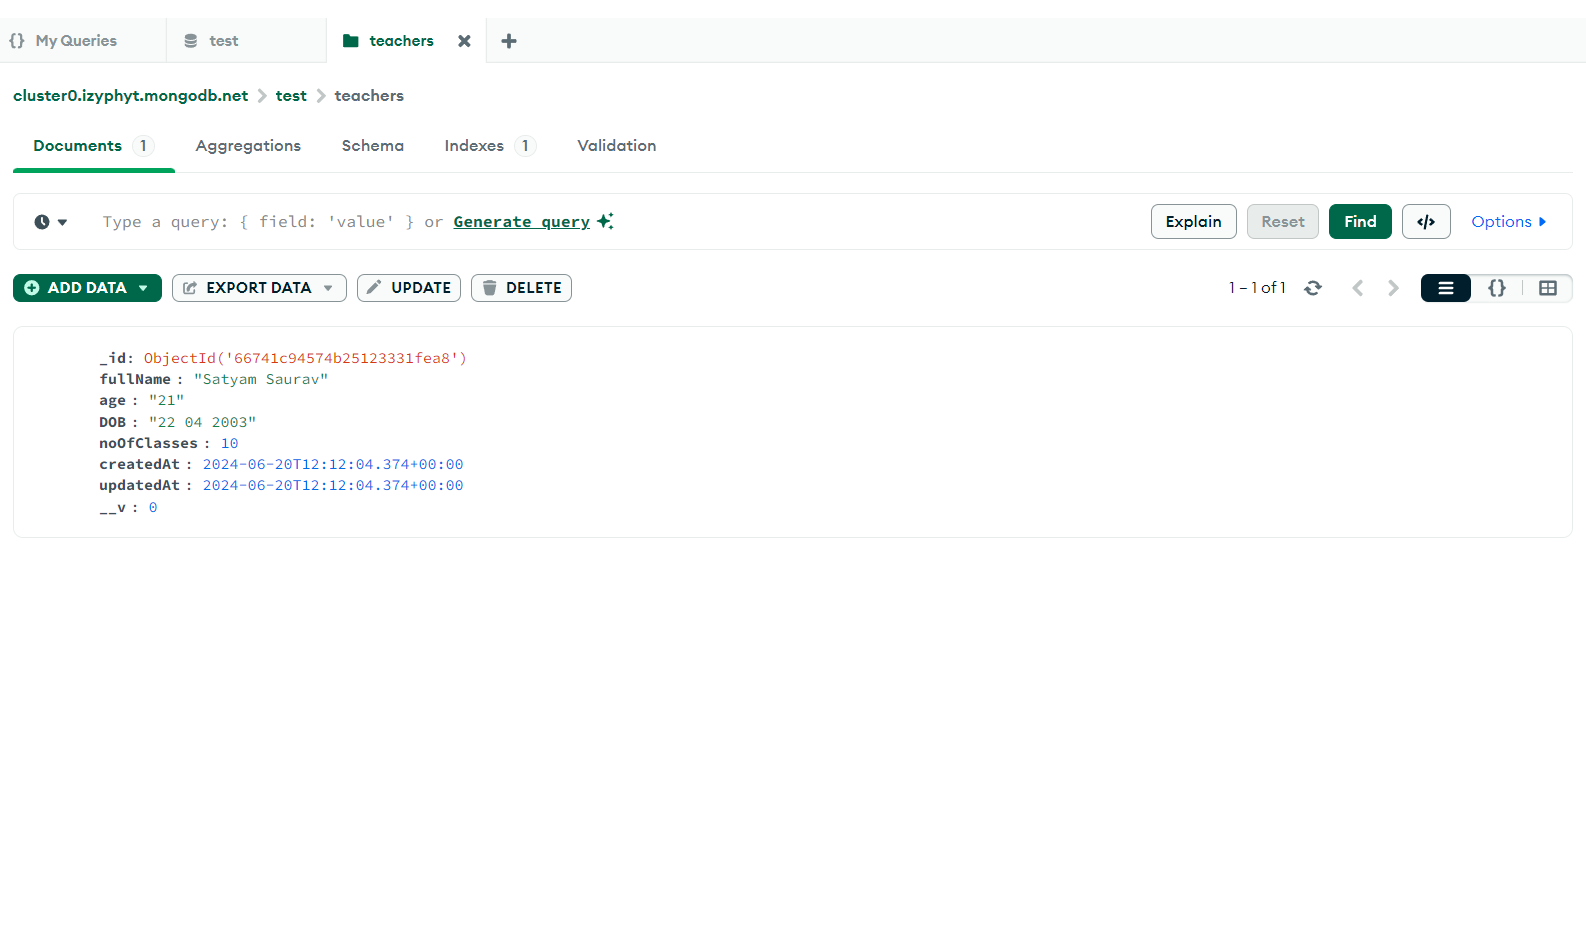 My Queries test teachers
cluster0.izyphyt.mongodb.net > test > teachers
Documents 1 Aggregations Schema Indexes 1 Validation
Type a query: { field: 'value' } or Generate query Explain Reset Find </> Options
ADD DATA EXPORT DATA UPDATE DELETE 1 – 1 of 1 {}
_id: ObjectId('66741c94574b25123331fea8')
fullName : "Satyam Saurav"
age : "21"
DOB : "22 04 2003"
noOfClasses : 10
createdAt : 2024-06-20T12:12:04.374+00:00
updatedAt : 2024-06-20T12:12:04.374+00:00
__v : 0